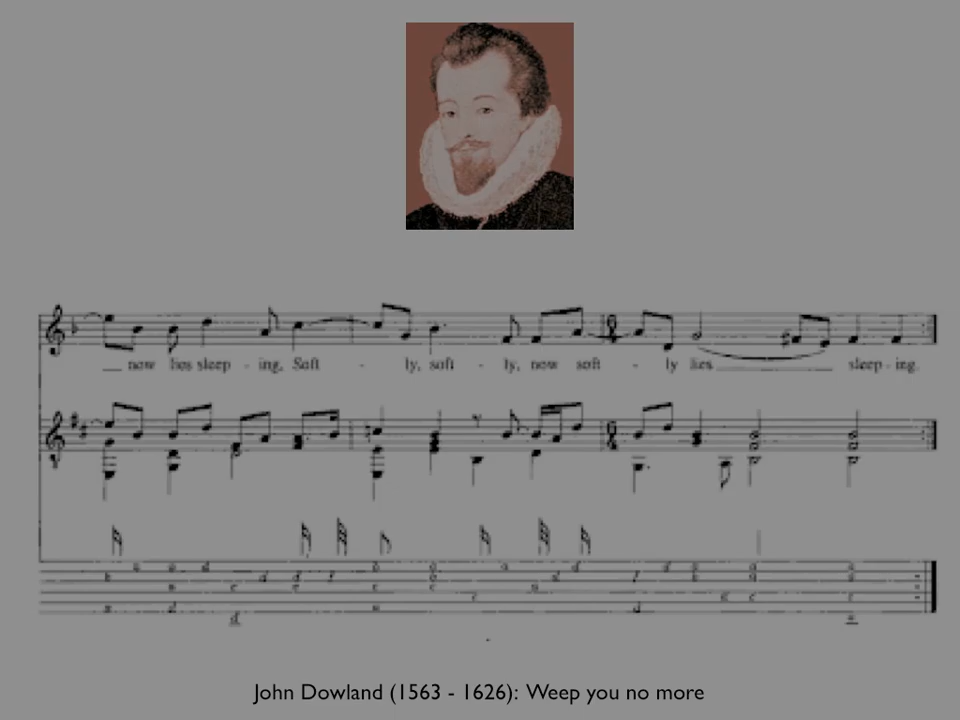 now lies sleep - ing, Soft - ly, soft - ly, now soft - ly lies sleep - ing.
John Dowland (1563 - 1626): Weep you no more